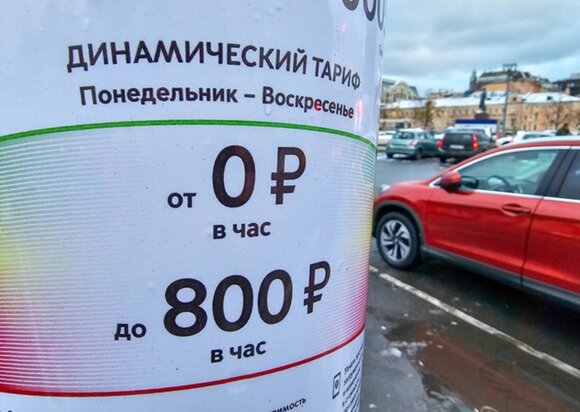 ДИНАМИЧЕСКИЙ ТАРИФ
Понедельник – Воскресенье
от 0 ₽
в час
до 800 ₽
в час